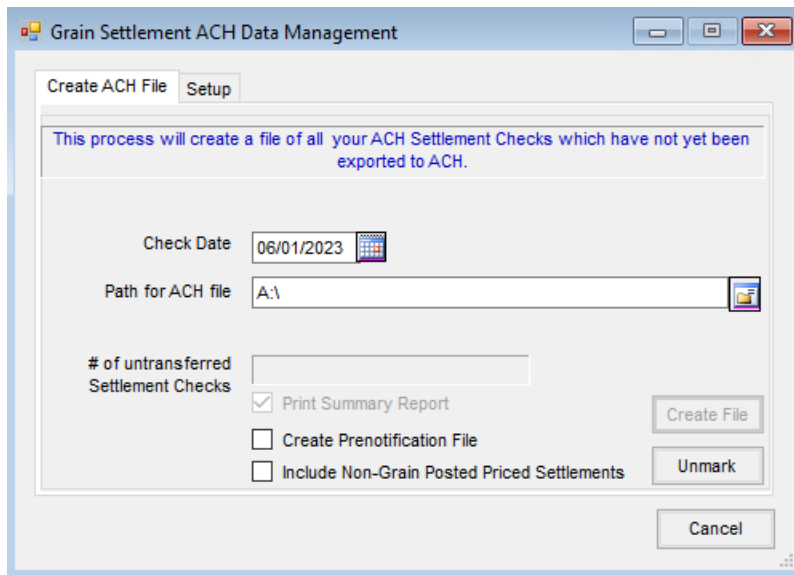 Grain Settlement ACH Data Management
Create ACH File
Setup
This process will create a file of all your ACH Settlement Checks which have not yet been
exported to ACH.
Check Date
06/01/2023
Path for ACH file
A:\
# of untransferred
Settlement Checks
Print Summary Report
Create File
Create Prenotification File
Include Non-Grain Posted Priced Settlements
Unmark
Cancel